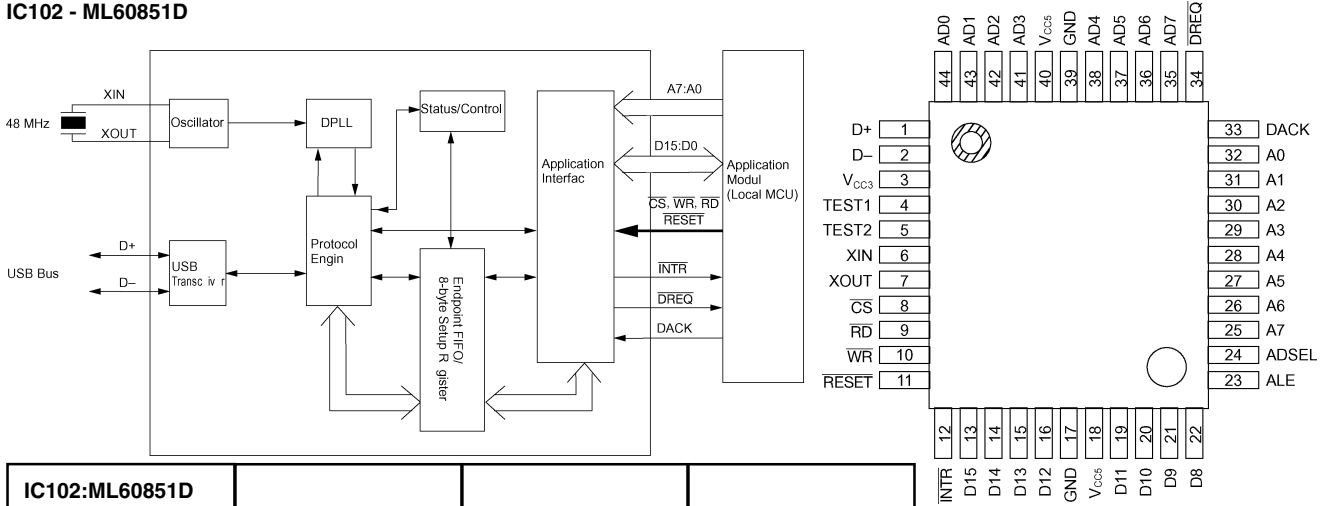 IC102 - ML60851D
48 MHz
XIN
XOUT
Oscillator
DPLL
Status/Control
Protocol
Engin
USB Bus
D+
D–
USB
Transc iv r
Endpoint FIFO/
8-byte Setup R gister
Application
Interfac
A7:A0
D15:D0
CS, WR, RD
RESET
INTR
DREQ
DACK
Application
Modul
(Local MCU)
AD0 AD1 AD2 AD3 VCC5 GND AD4 AD5 AD6 AD7 DREQ
44 43 42 41 40 39 38 37 36 35 34
D+ 1
D– 2
VCC3 3
TEST1 4
TEST2 5
XIN 6
XOUT 7
CS 8
RD 9
WR 10
RESET 11
33 DACK
32 A0
31 A1
30 A2
29 A3
28 A4
27 A5
26 A6
25 A7
24 ADSEL
23 ALE
12 13 14 15 16 17 18 19 20 21 22
INTR D15 D14 D13 D12 GND VCC5 D11 D10 D9 D8
IC102:ML60851D